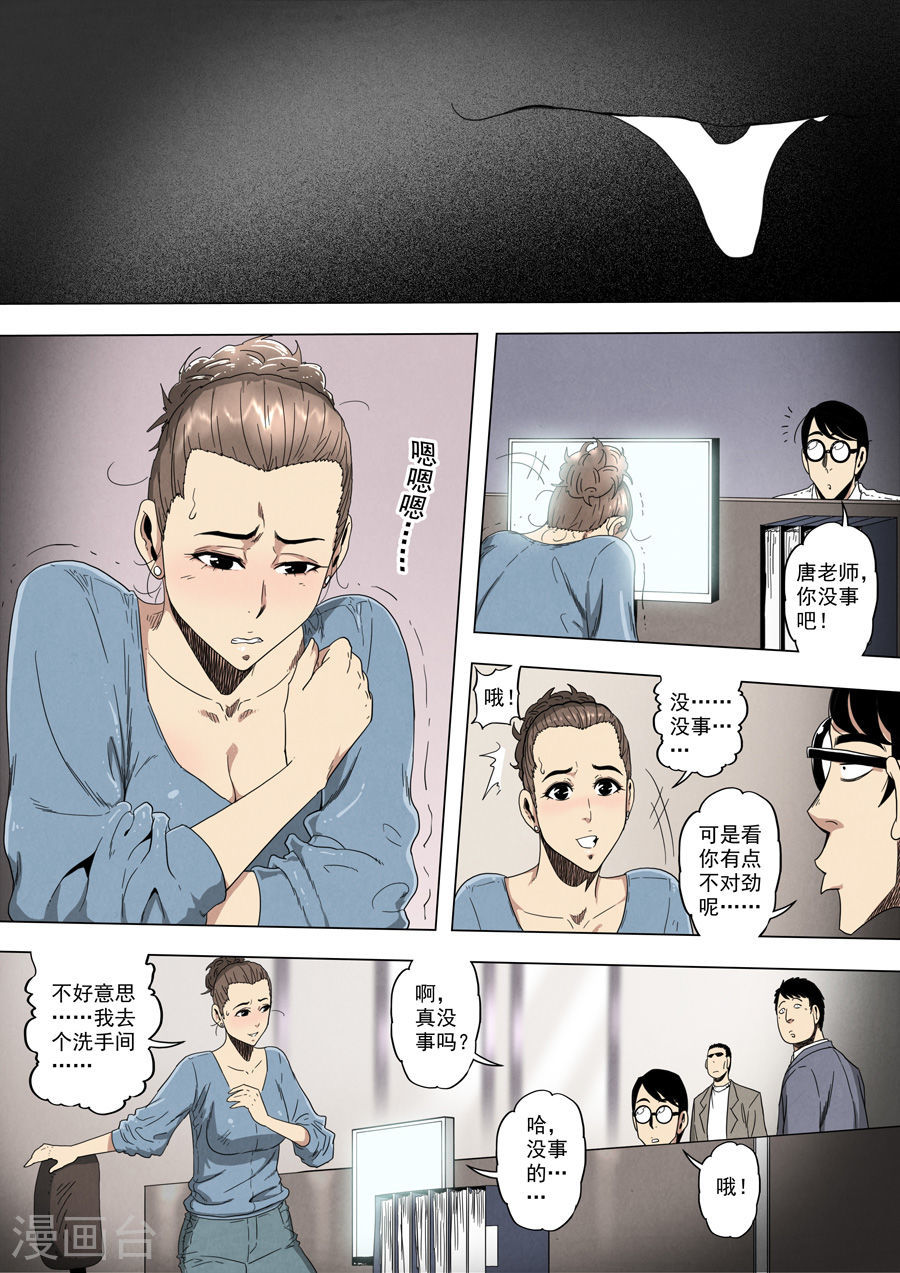 嗯嗯嗯……
唐老师，
你没事
吧！
哦！
没……
没事…
…
可是看
你有点
不对劲
呢……
不好意思
……我去
个洗手间
……
啊，
真没
事吗？
哈，
没事
的…
…
哦！
漫画台